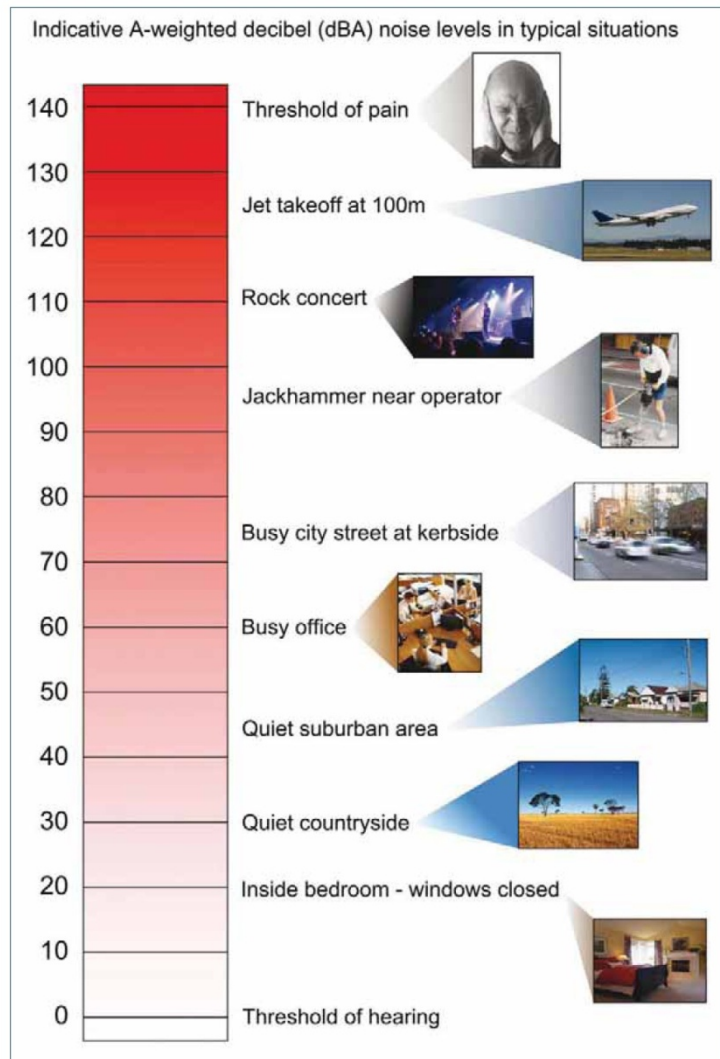 Indicative A-weighted decibel (dBA) noise levels in typical situations
140
Threshold of pain
130
Jet takeoff at 100m
120
110
Rock concert
100
Jackhammer near operator
90
80
Busy city street at kerbside
70
60
Busy office
50
Quiet suburban area
40
30
Quiet countryside
20
Inside bedroom - windows closed
10
0
Threshold of hearing